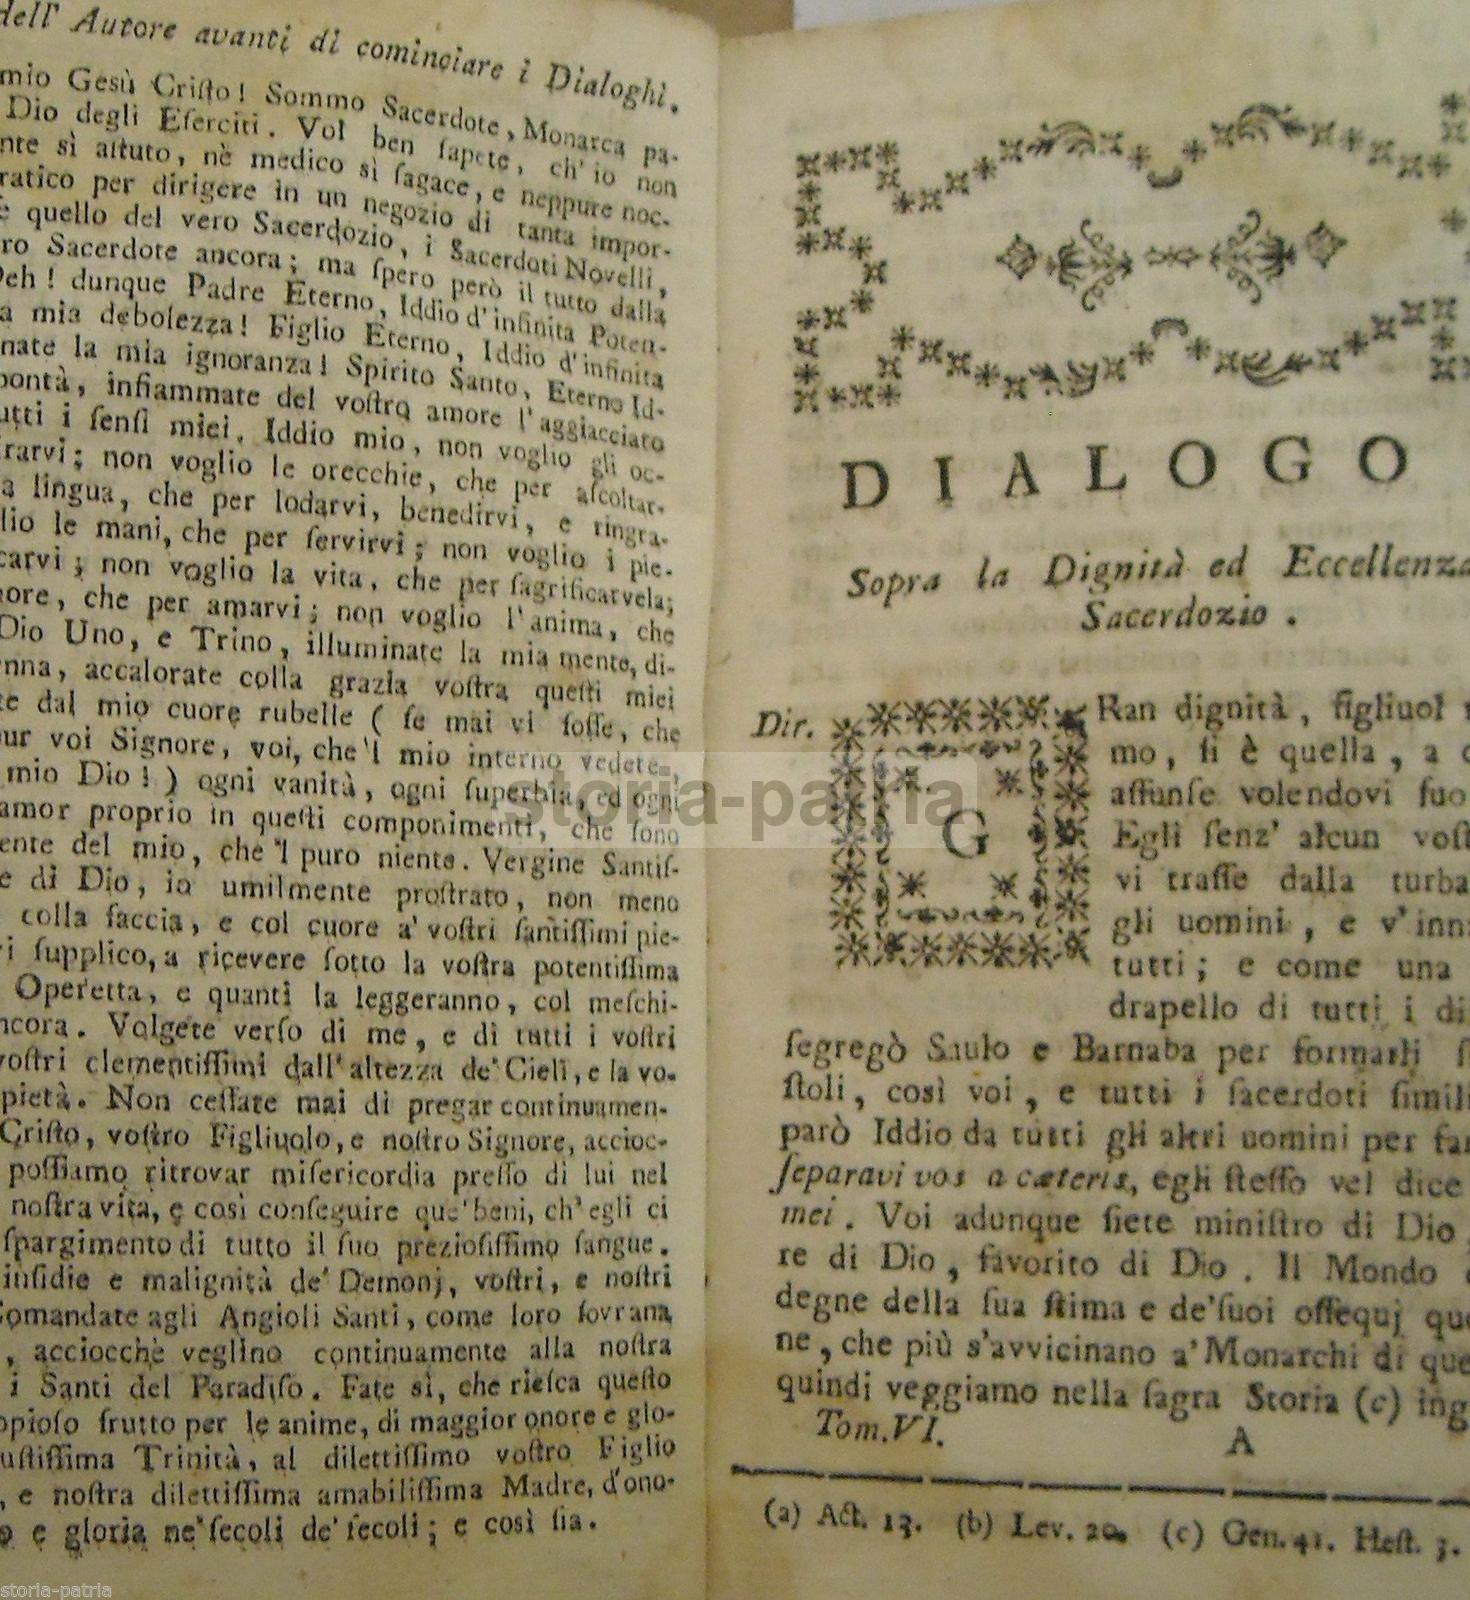 dell' Autore avanti di cominciare i Dialoghi.
mio Gesù Criſto! Sommo Sacerdote, Monarca pa-
Dio degli Eſerciti. Voi ben ſapete, ch' io non
nte sì aſtuto, nè medico sì ſagace, e neppure noc-
ratico per dirigere in un negozio di tanta impor-
è quello del vero Sacerdozio, i Sacerdoti Novelli,
ro Sacerdote ancora; ma ſpero però il tutto dalla
Deh! dunque Padre Eterno, Iddio d' infinita Poten-
a mia debolezza! Figlio Eterno, Iddio d' infinita
nate la mia ignoranza! Spirito Santo, Eterno Id-
bontà, infiammate del voſtro amore l' aggiacciato
utti i ſenſi miei. Iddio mio, non voglio gli oc-
rarvi; non voglio le orecchie, che per aſcoltar-
a lingua, che per lodarvi, benedirvi, e ringra-
lio le mani, che per ſervirvi; non voglio i pie-
carvi; non voglio la vita, che per ſagrificarvela;
nore, che per amarvi; non voglio l' anima, che
Dio Uno, e Trino, illuminate la mia mente, di-
nna, accalorate colla grazia voſtra queſti miei
te dal mio cuore rubelle ( ſe mai vi foſſe, che
pur voi Signore, voi, che 'l mio interno vedete,
mio Dio! ) ogni vanità, ogni ſuperbia, ed ogni
amor proprio in queſti componimenti, che ſono
ente del mio, che 'l puro niente. Vergine Santiſ-
e di Dio, io umilmente proſtrato, non meno
colla faccia, e col cuore a' voſtri ſantiſſimi pie-
i ſupplico, a ricevere ſotto la voſtra potentiſſima
Operetta, e quanti la leggeranno, col meſchi-
ncora. Volgete verſo di me, e di tutti i voſtri
voſtri clementiſſimi dall' altezza de' Cieli, e la vo-
pietà. Non ceſſate mai di pregar continuamen-
Criſto, voſtro Figliuolo, e noſtro Signore, accioc-
poſſiamo ritrovar miſericordia preſſo di lui nel
noſtra vita, e così conſeguire que' beni, ch' egli ci
ſpargimento di tutto il ſuo prezioſiſſimo ſangue.
inſidie e malignità de' Demonj, voſtri, e noſtri
Comandate agli Angioli Santi, come loro ſovrana
, acciocchè veglino continuamente alla noſtra
i Santi del Paradiſo. Fate sì, che rieſca queſto
opioſo frutto per le anime, di maggior onore e glo-
uſtiſſima Trinità, al dilettiſſimo voſtro Figlio
, e noſtra dilettiſſima amabiliſſima Madre, d'ono-
e gloria ne' ſecoli de' ſecoli; e così ſia.
DIALOGO
Sopra la Dignità ed Eccellenza
Sacerdozio.
Dir. GRan dignità, figliuol
mo, ſi è quella, a
aſſunſe volendovi ſuo
Egli ſenz' alcun voſt
vi traſſe dalla turba
gli uomini, e v' inn
tutti; e come una
drapello di tutti i di
ſegregò Saulo e Barnaba per formarli
ſtoli, così voi, e tutti i ſacerdoti ſimili
parò Iddio da tutti gli altri uomini per far
ſeparavi vos a cæteris, egli ſteſſo vel dice
mei. Voi adunque ſiete miniſtro di Dio
re di Dio, favorito di Dio. Il Mondo
degne della ſua ſtima e de' ſuoi oſſequj que
ne, che più s'avvicinano a' Monarchi di que
quindi veggiamo nella ſagra Storia (c) ing
Tom. VI. A
(a) Act. 13. (b) Lev. 20. (c) Gen. 41. Heſt. 3.
storia-patria
storia-patria